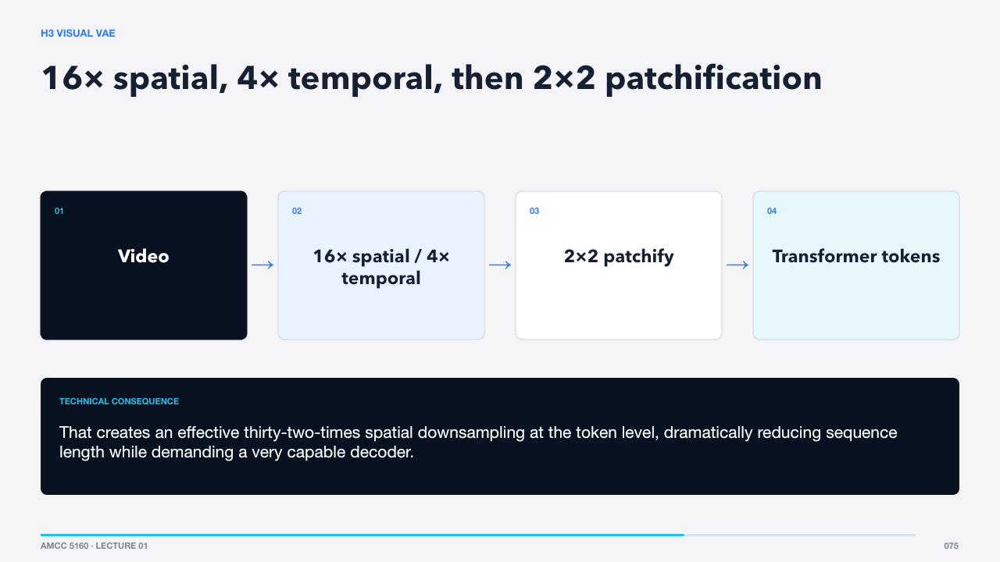 H3 VISUAL VAE
16× spatial, 4× temporal, then 2×2 patchification
01
Video
→
02
16× spatial / 4×
temporal
→
03
2×2 patchify
→
04
Transformer tokens
TECHNICAL CONSEQUENCE
That creates an effective thirty-two-times spatial downsampling at the token level, dramatically reducing sequence
length while demanding a very capable decoder.
AMCC 5160 · LECTURE 01
075